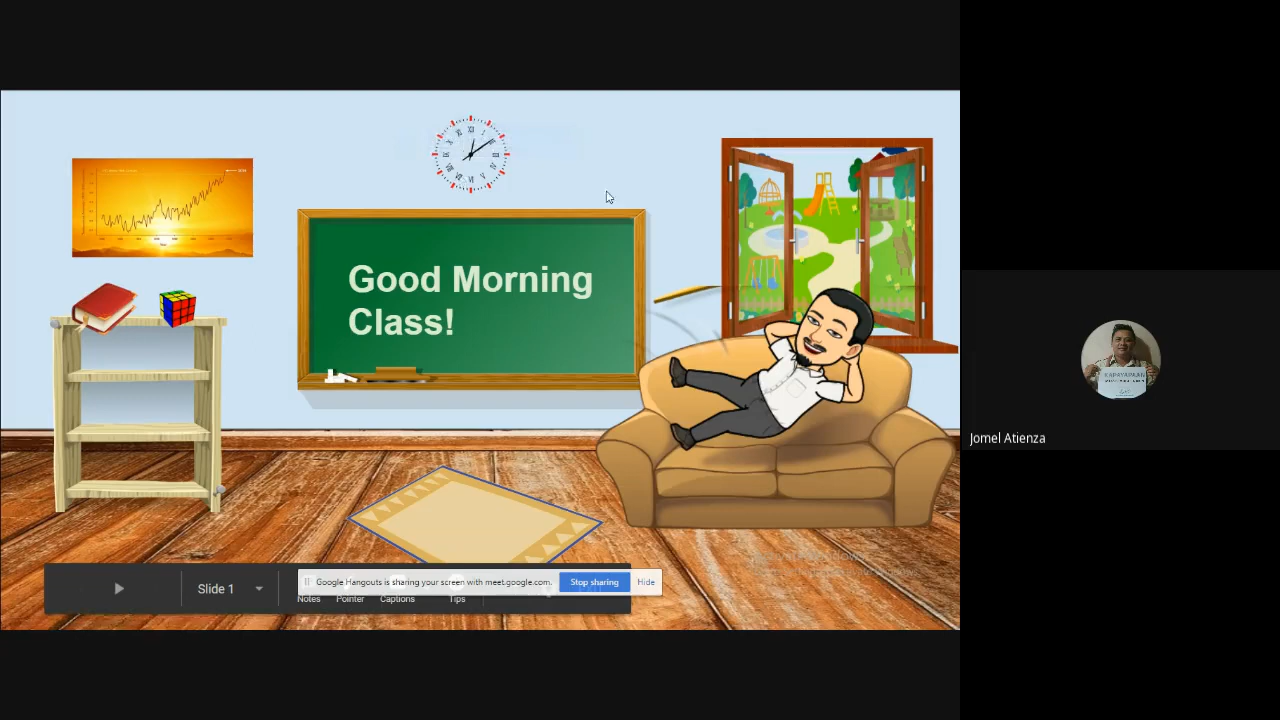 Good Morning
Class!
Slide 1
Google Hangouts is sharing your screen with meet.google.com.
Stop sharing
Hide
Notes
Pointer
Captions
Tips
Jomel Atienza
KAPAYAPAAN